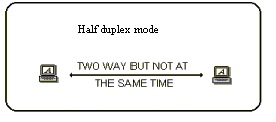 Half duplex mode
TWO WAY BUT NOT AT
THE SAME TIME